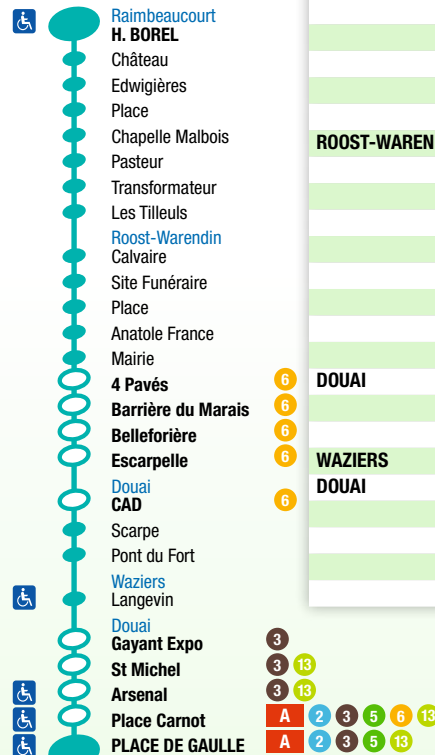 Raimbeaucourt
H. BOREL
Château
Edwigières
Place
Chapelle Malbois
ROOST-WAREN
Pasteur
Transformateur
Les Tilleuls
Roost-Warendin
Calvaire
Site Funéraire
Place
Anatole France
Mairie
4 Pavés 6 DOUAI
Barrière du Marais 6
Belleforière 6
Escarpelle 6 WAZIERS
Douai DOUAI
CAD 6
Scarpe
Pont du Fort
Waziers
Langevin
Douai
Gayant Expo 3
St Michel 3 13
Arsenal 3 13
Place Carnot A 2 3 5 6 13
PLACE DE GAULLE A 2 3 5 13